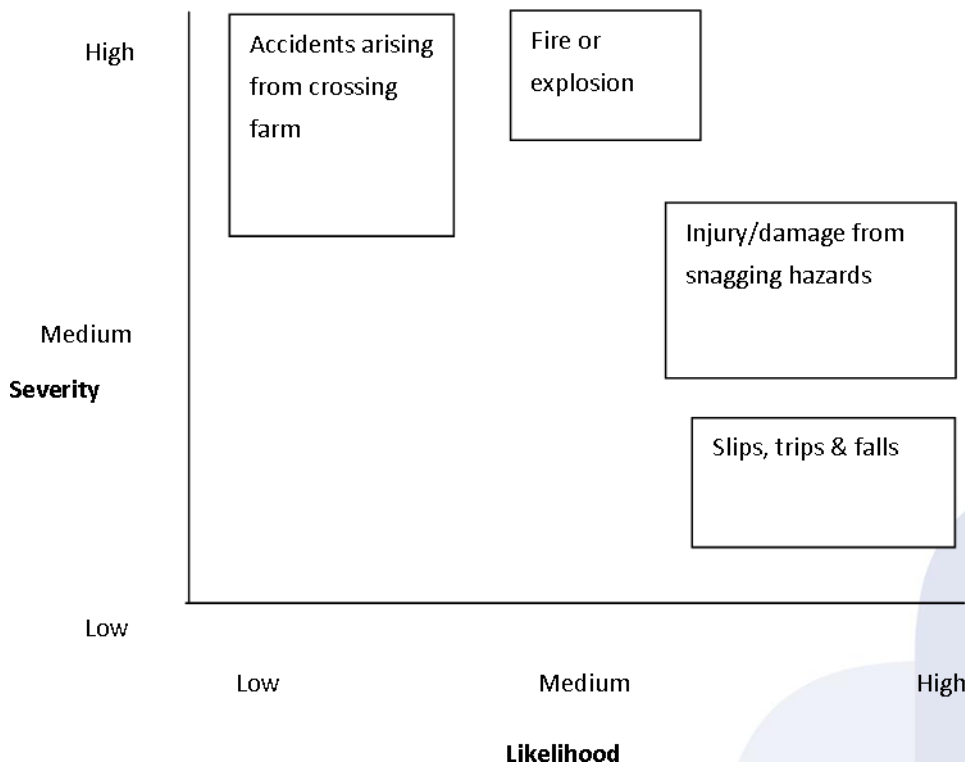 High
Accidents arising
from crossing
farm
Fire or
explosion
Injury/damage from
snagging hazards
Medium
Severity
Slips, trips & falls
Low
Low
Medium
High
Likelihood